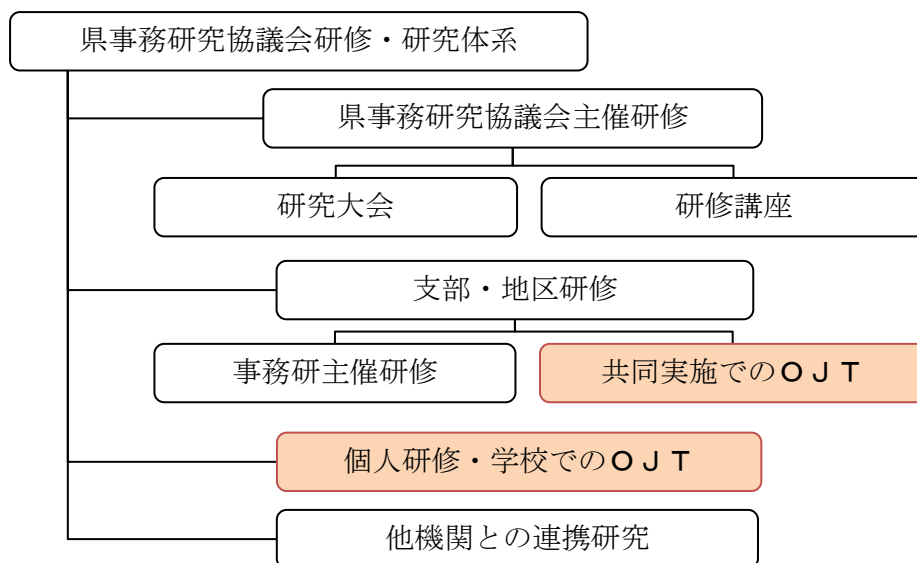 県事務研究協議会研修・研究体系
県事務研究協議会主催研修
研究大会
研修講座
支部・地区研修
事務研主催研修
共同実施でのＯＪＴ
個人研修・学校でのＯＪＴ
他機関との連携研究